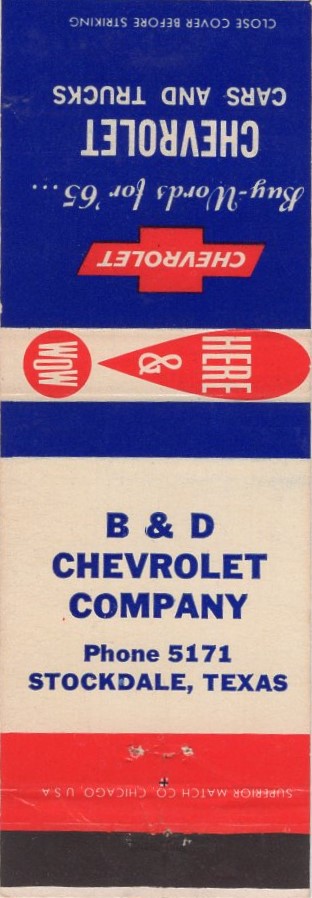 CHEVROLET
Buy-Words for '65...
CHEVROLET
CARS AND TRUCKS
CLOSE COVER BEFORE STRIKING
HERE
&
WOW
B & D
CHEVROLET
COMPANY
Phone 5171
STOCKDALE, TEXAS
SUPERIOR MATCH CO., CHICAGO, U S A